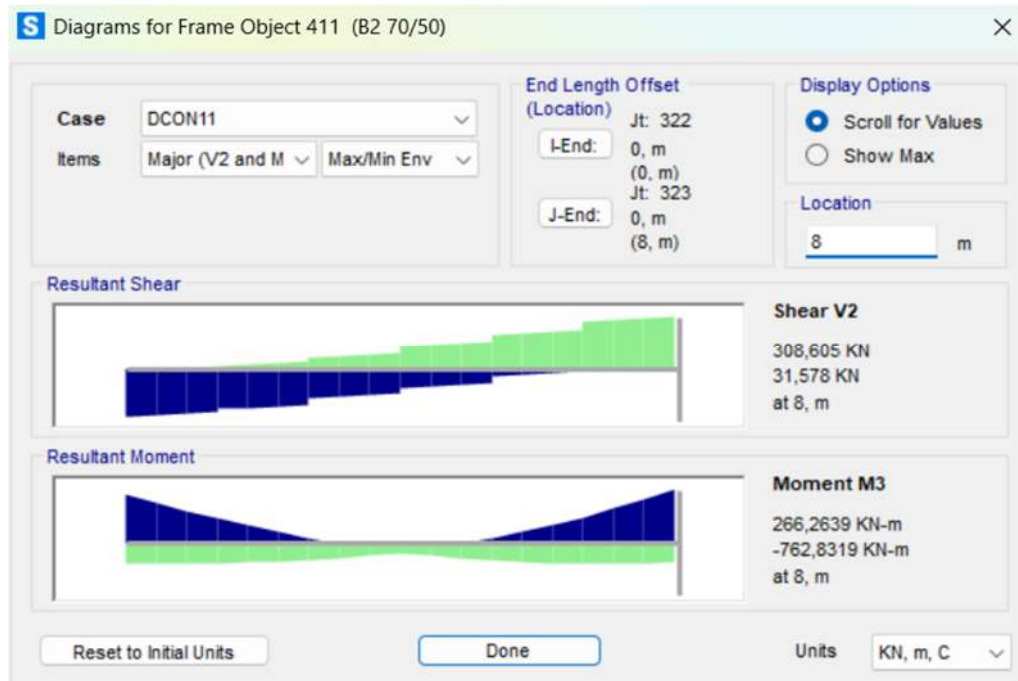 S Diagrams for Frame Object 411 (B2 70/50)
Case DCON11
Items Major (V2 and M Max/Min Env
End Length Offset
(Location)
I-End:
Jt: 322
0, m
(0, m)
J-End:
Jt: 323
0, m
(8, m)
Display Options
Scroll for Values
Show Max
Location
8 m
Resultant Shear
Shear V2
308,605 KN
31,578 KN
at 8, m
Resultant Moment
Moment M3
266,2639 KN-m
-762,8319 KN-m
at 8, m
Reset to Initial Units
Done
Units KN, m, C